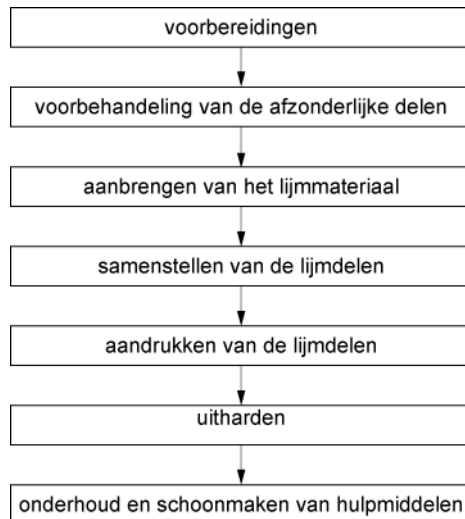 voorbereidingen
voorbehandeling van de afzonderlijke delen
aanbrengen van het lijmmateriaal
samenstellen van de lijmdelen
aandrukken van de lijmdelen
uitharden
onderhoud en schoonmaken van hulpmiddelen